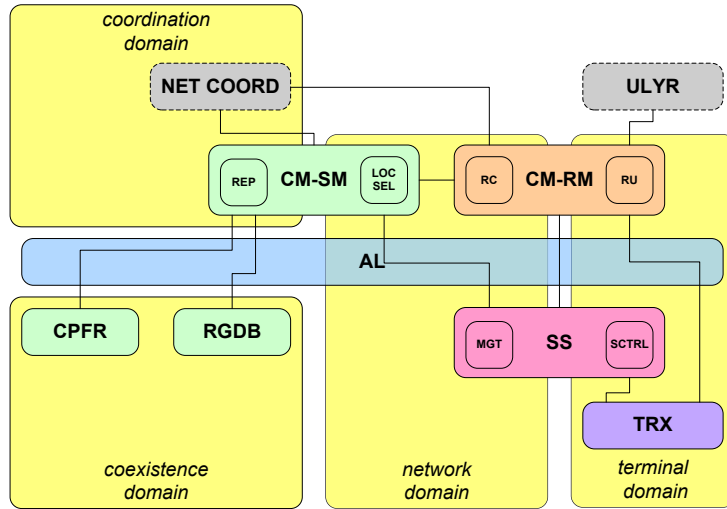 coordination
domain
NET COORD
ULYR
REP
CM-SM
LOC
SEL
RC
CM-RM
RU
AL
CPFR
RGDB
MGT
SS
SCTRL
TRX
coexistence
domain
network
domain
terminal
domain